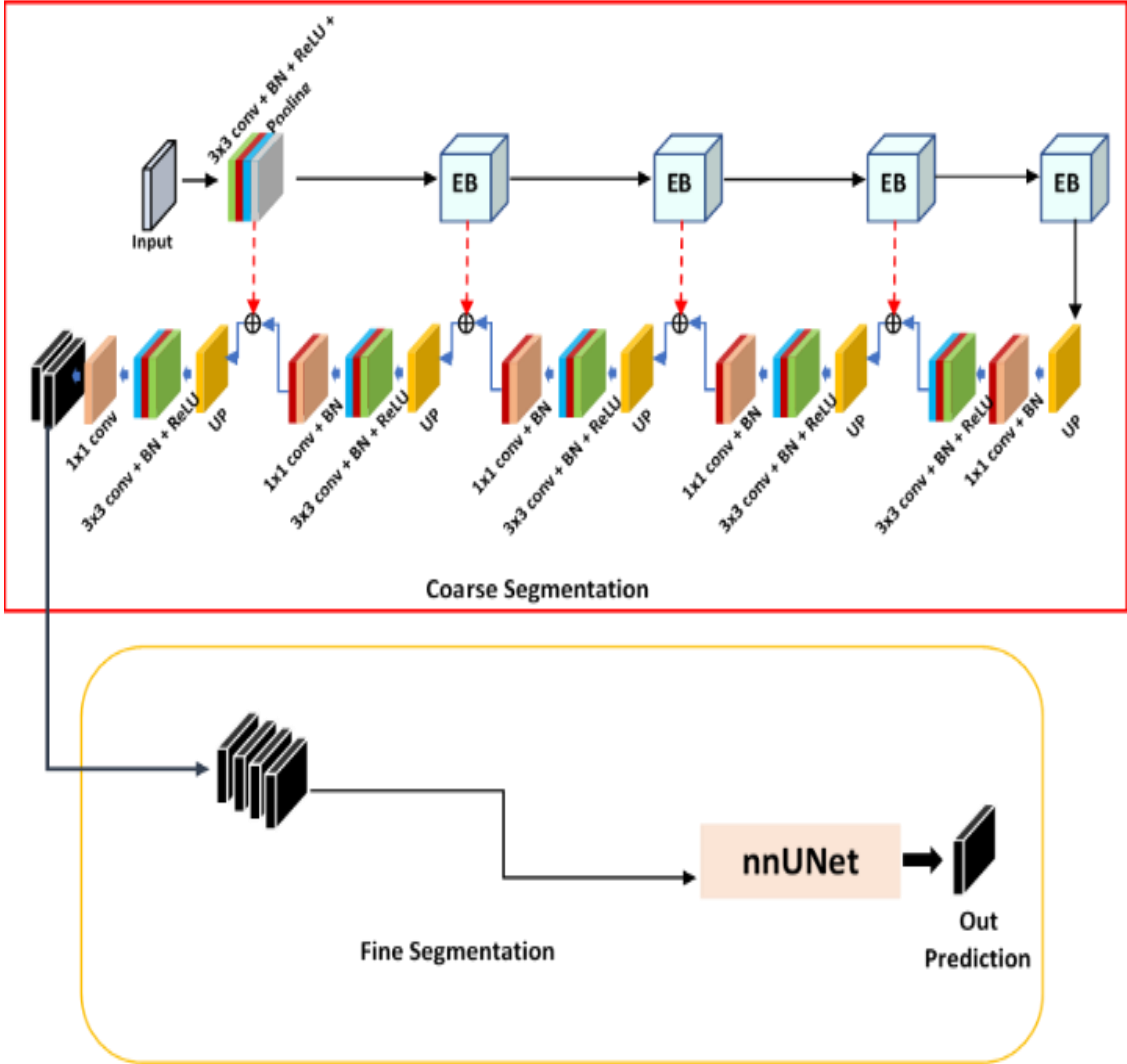 3x3 conv + BN + ReLU +
Pooling
EB
EB
EB
EB
Input
1x1 conv
3x3 conv + BN + ReLU
UP
1x1 conv + BN
3x3 conv + BN + ReLU
UP
1x1 conv + BN
3x3 conv + BN + ReLU
UP
1x1 conv + BN
3x3 conv + BN + ReLU
UP
3x3 conv + BN + ReLU
1x1 conv + BN
UP
Coarse Segmentation
nnUNet
Out
Prediction
Fine Segmentation